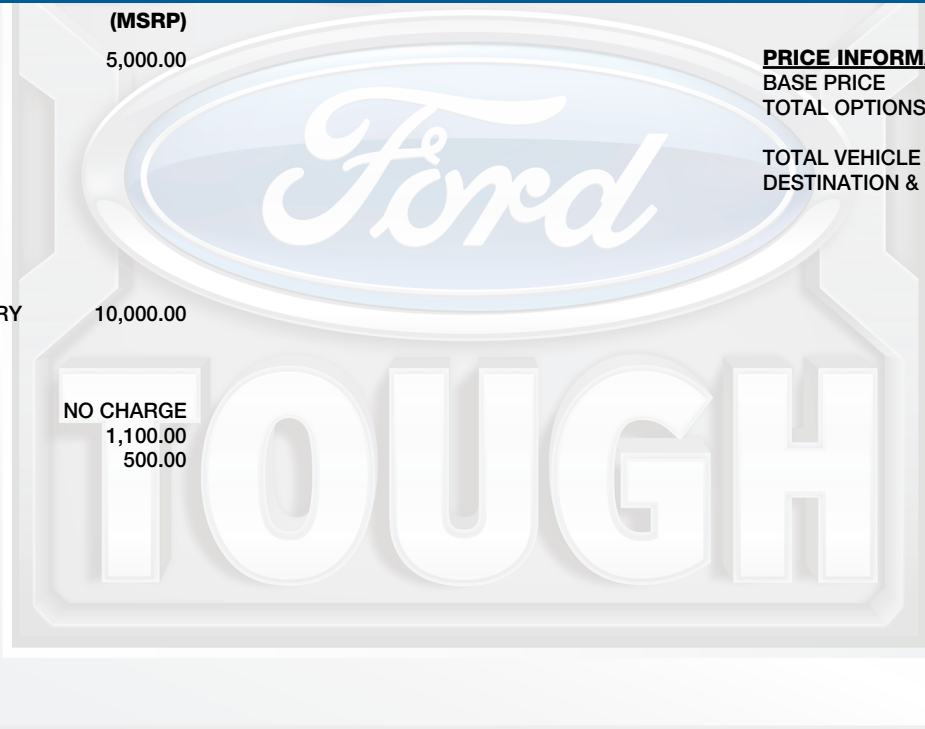 (MSRP)
5,000.00
RY 10,000.00
NO CHARGE
1,100.00
500.00
PRICE INFORMA
BASE PRICE
TOTAL OPTIONS
TOTAL VEHICLE
DESTINATION &
Ford
TOUGH